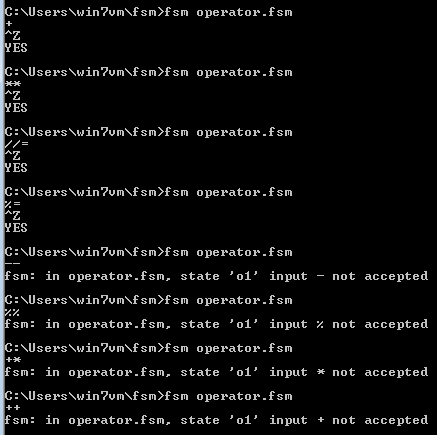 C:\Users\win7vm\fsm>fsm operator.fsm
+
^Z
YES
C:\Users\win7vm\fsm>fsm operator.fsm
**
^Z
YES
C:\Users\win7vm\fsm>fsm operator.fsm
//=
^Z
YES
C:\Users\win7vm\fsm>fsm operator.fsm
%=
^Z
YES
C:\Users\win7vm\fsm>fsm operator.fsm
--
fsm: in operator.fsm, state 'o1' input - not accepted
C:\Users\win7vm\fsm>fsm operator.fsm
%%
fsm: in operator.fsm, state 'o1' input % not accepted
C:\Users\win7vm\fsm>fsm operator.fsm
+*
fsm: in operator.fsm, state 'o1' input * not accepted
C:\Users\win7vm\fsm>fsm operator.fsm
++
fsm: in operator.fsm, state 'o1' input + not accepted